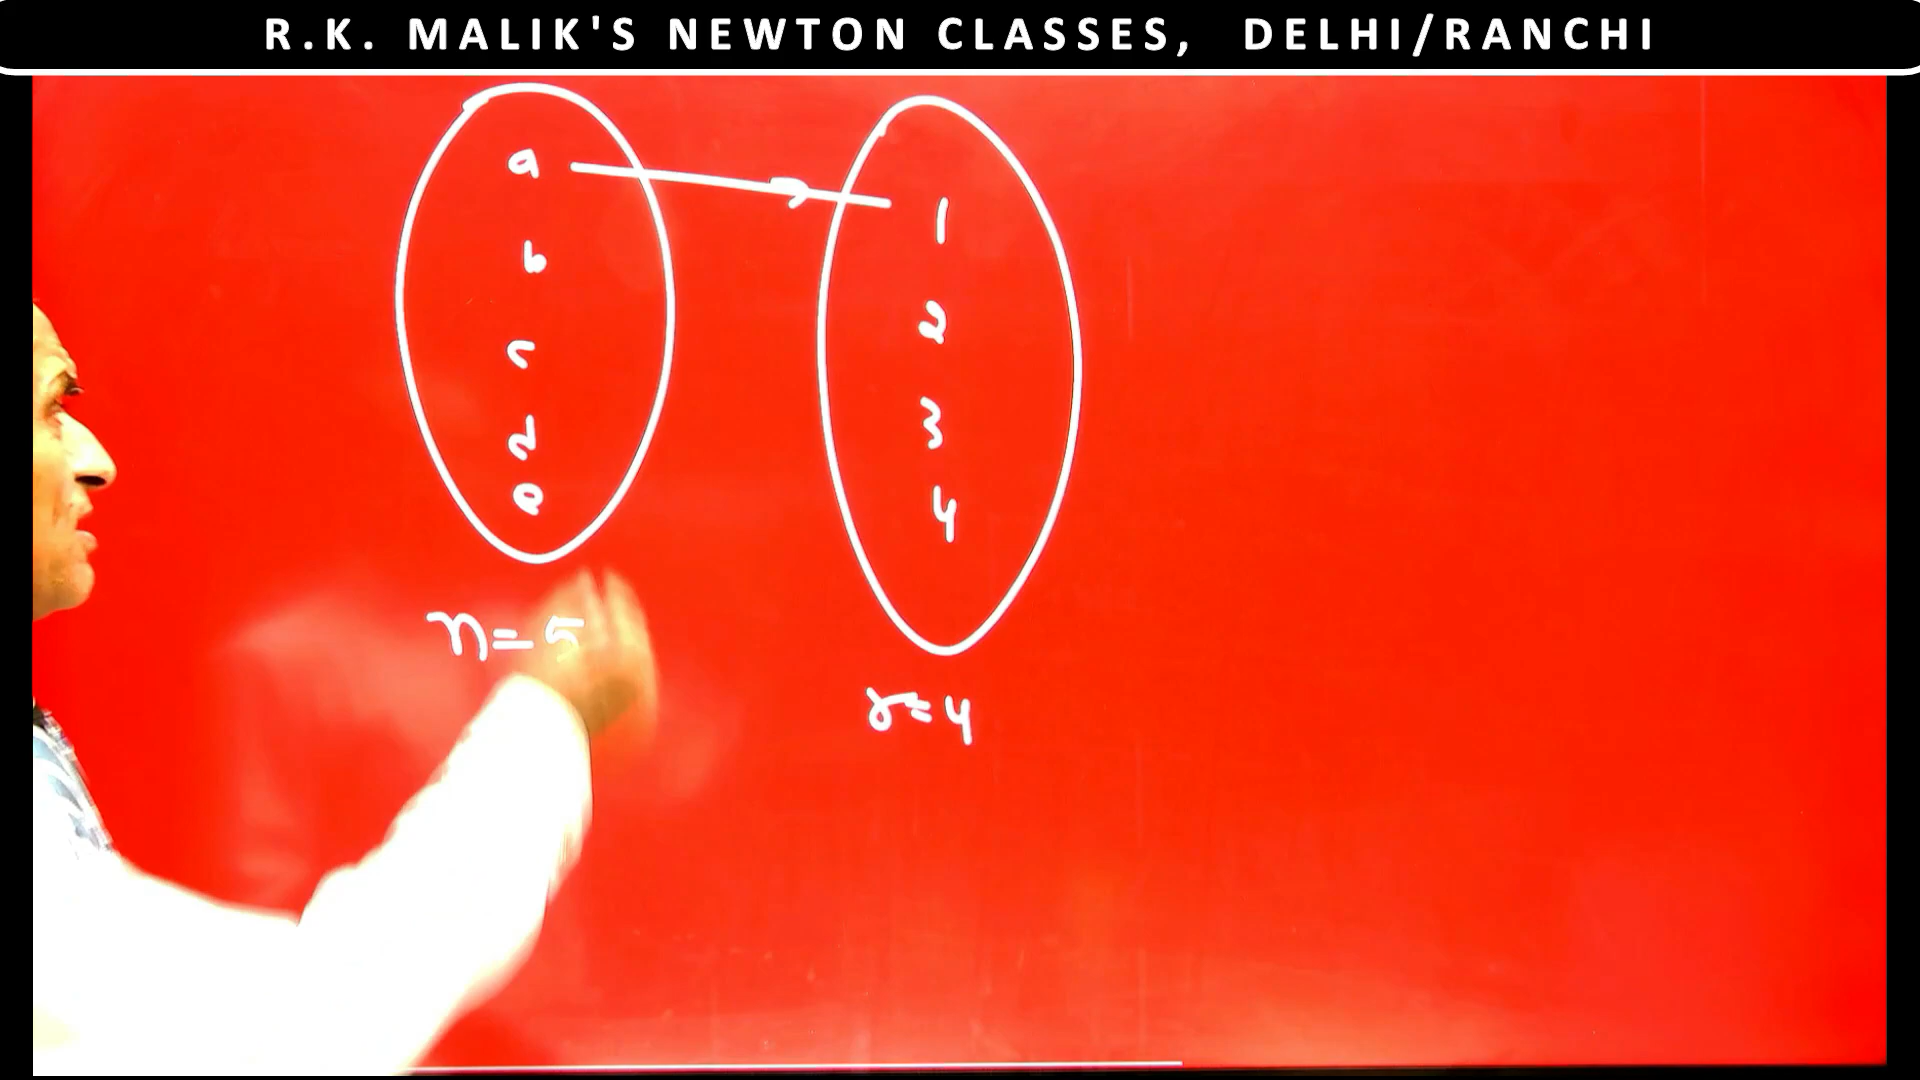 R.K. MALIK'S NEWTON CLASSES, DELHI/RANCHI
a
b
c
d
e
1
2
3
4
n=5
r=4